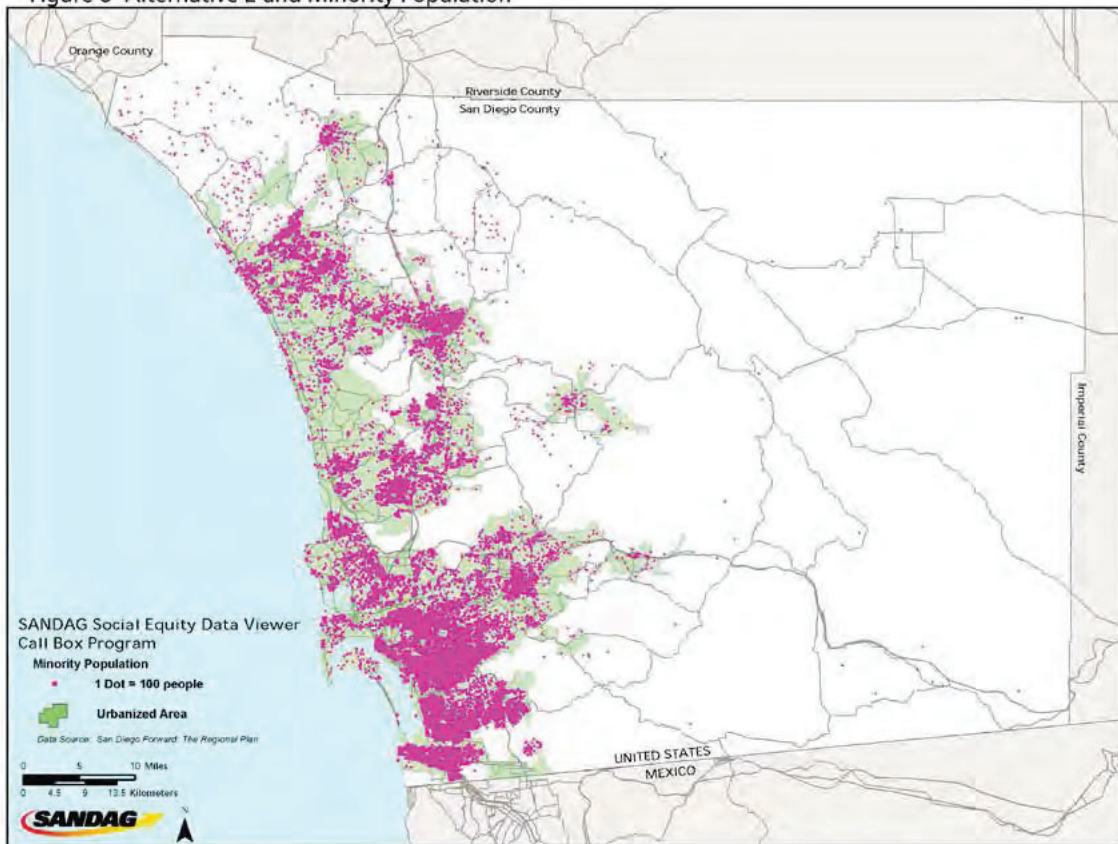 Orange County
Riverside County
San Diego County
Imperial County
UNITED STATES
MEXICO
SANDAG Social Equity Data Viewer
Call Box Program
Minority Population
1 Dot = 100 people
Urbanized Area
Data Source: San Diego Forward: The Regional Plan
0 5 10 Miles
0 4.5 9 13.5 Kilometers
SANDAG
N